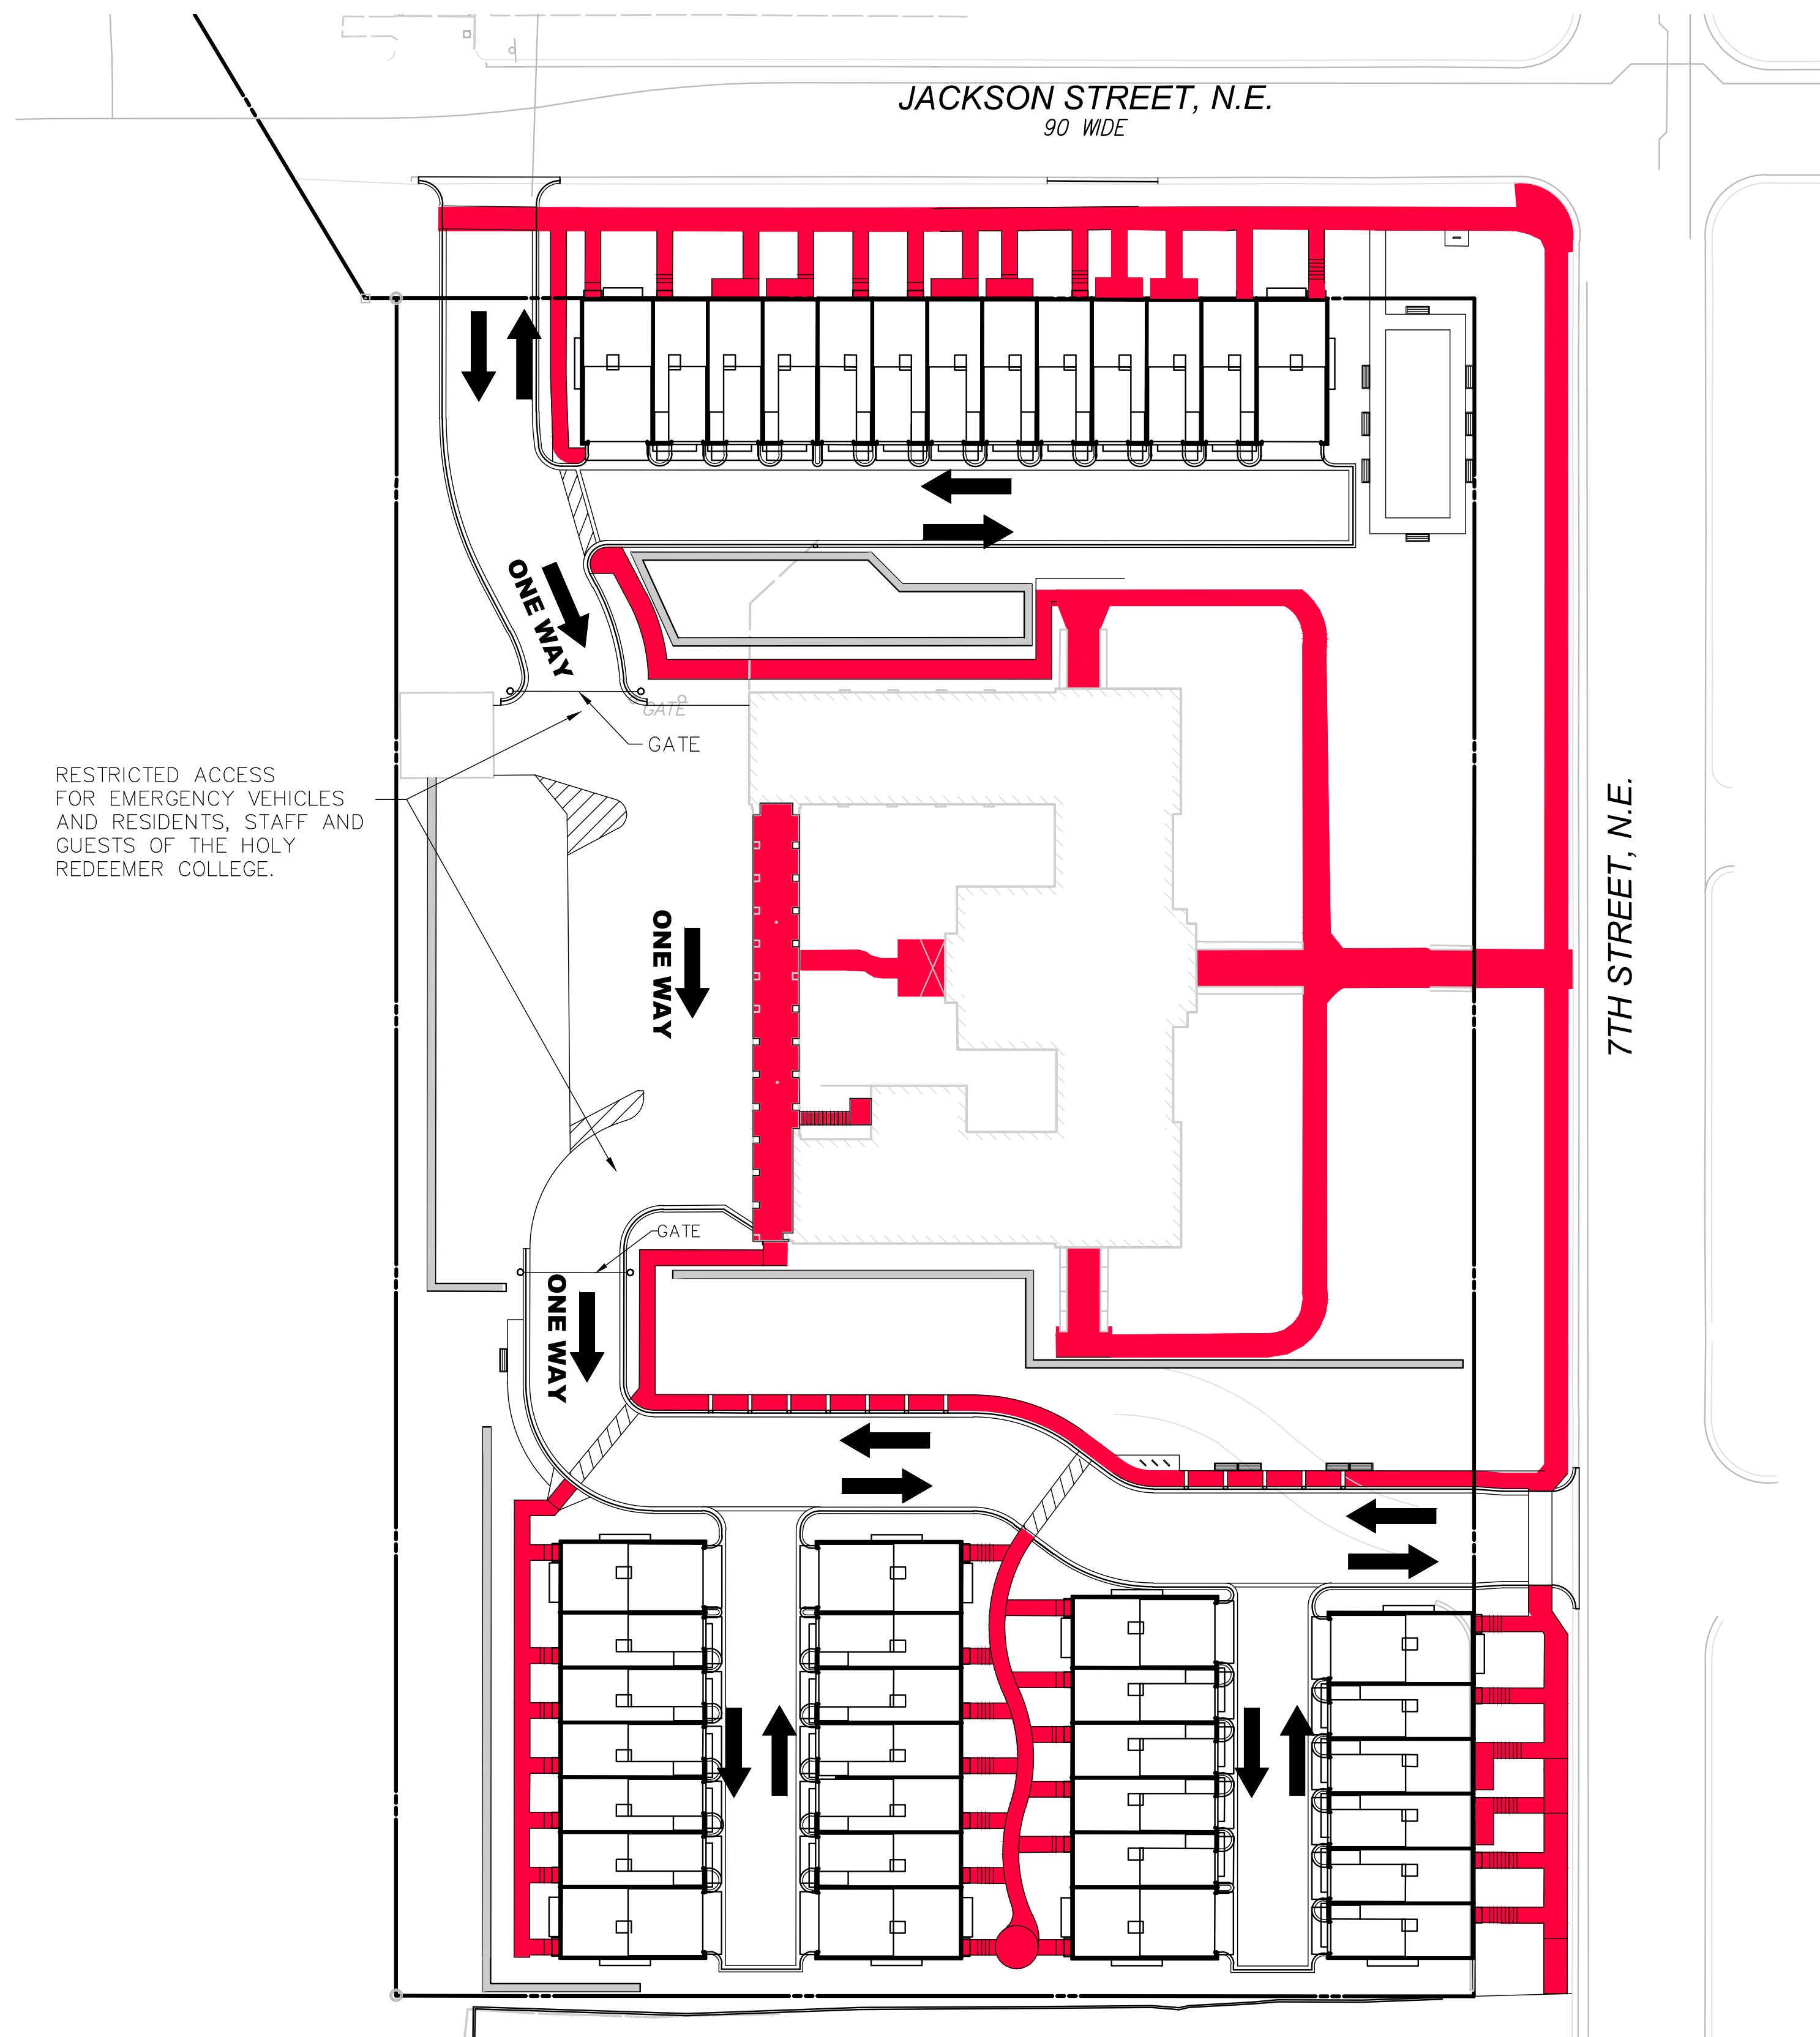 JACKSON STREET, N.E.
90 WIDE
ONE WAY
GATE
GATE
RESTRICTED ACCESS
FOR EMERGENCY VEHICLES
AND RESIDENTS, STAFF AND
GUESTS OF THE HOLY
REDEEMER COLLEGE.
7TH STREET, N.E.
ONE WAY
GATE
ONE WAY